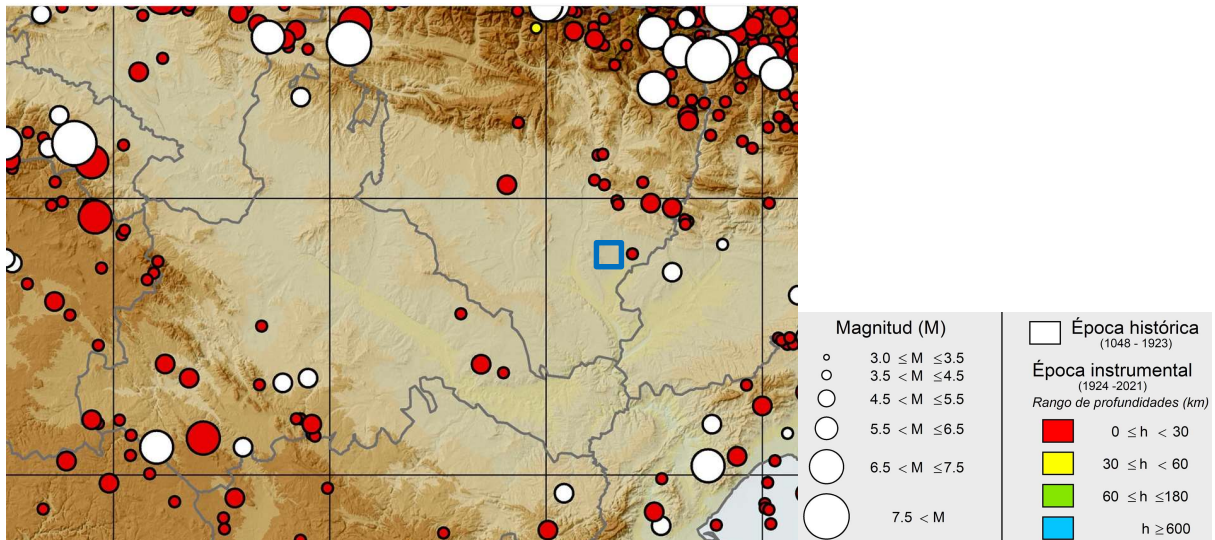 Magnitud (M)
3.0 ≤ M ≤3.5
3.5 < M ≤4.5
4.5 < M ≤5.5
5.5 < M ≤6.5
6.5 < M ≤7.5
7.5 < M
Época histórica
(1048 - 1923)
Época instrumental
(1924 -2021)
Rango de profundidades (km)
0 ≤ h < 30
30 ≤ h < 60
60 ≤ h ≤180
h ≥ 600